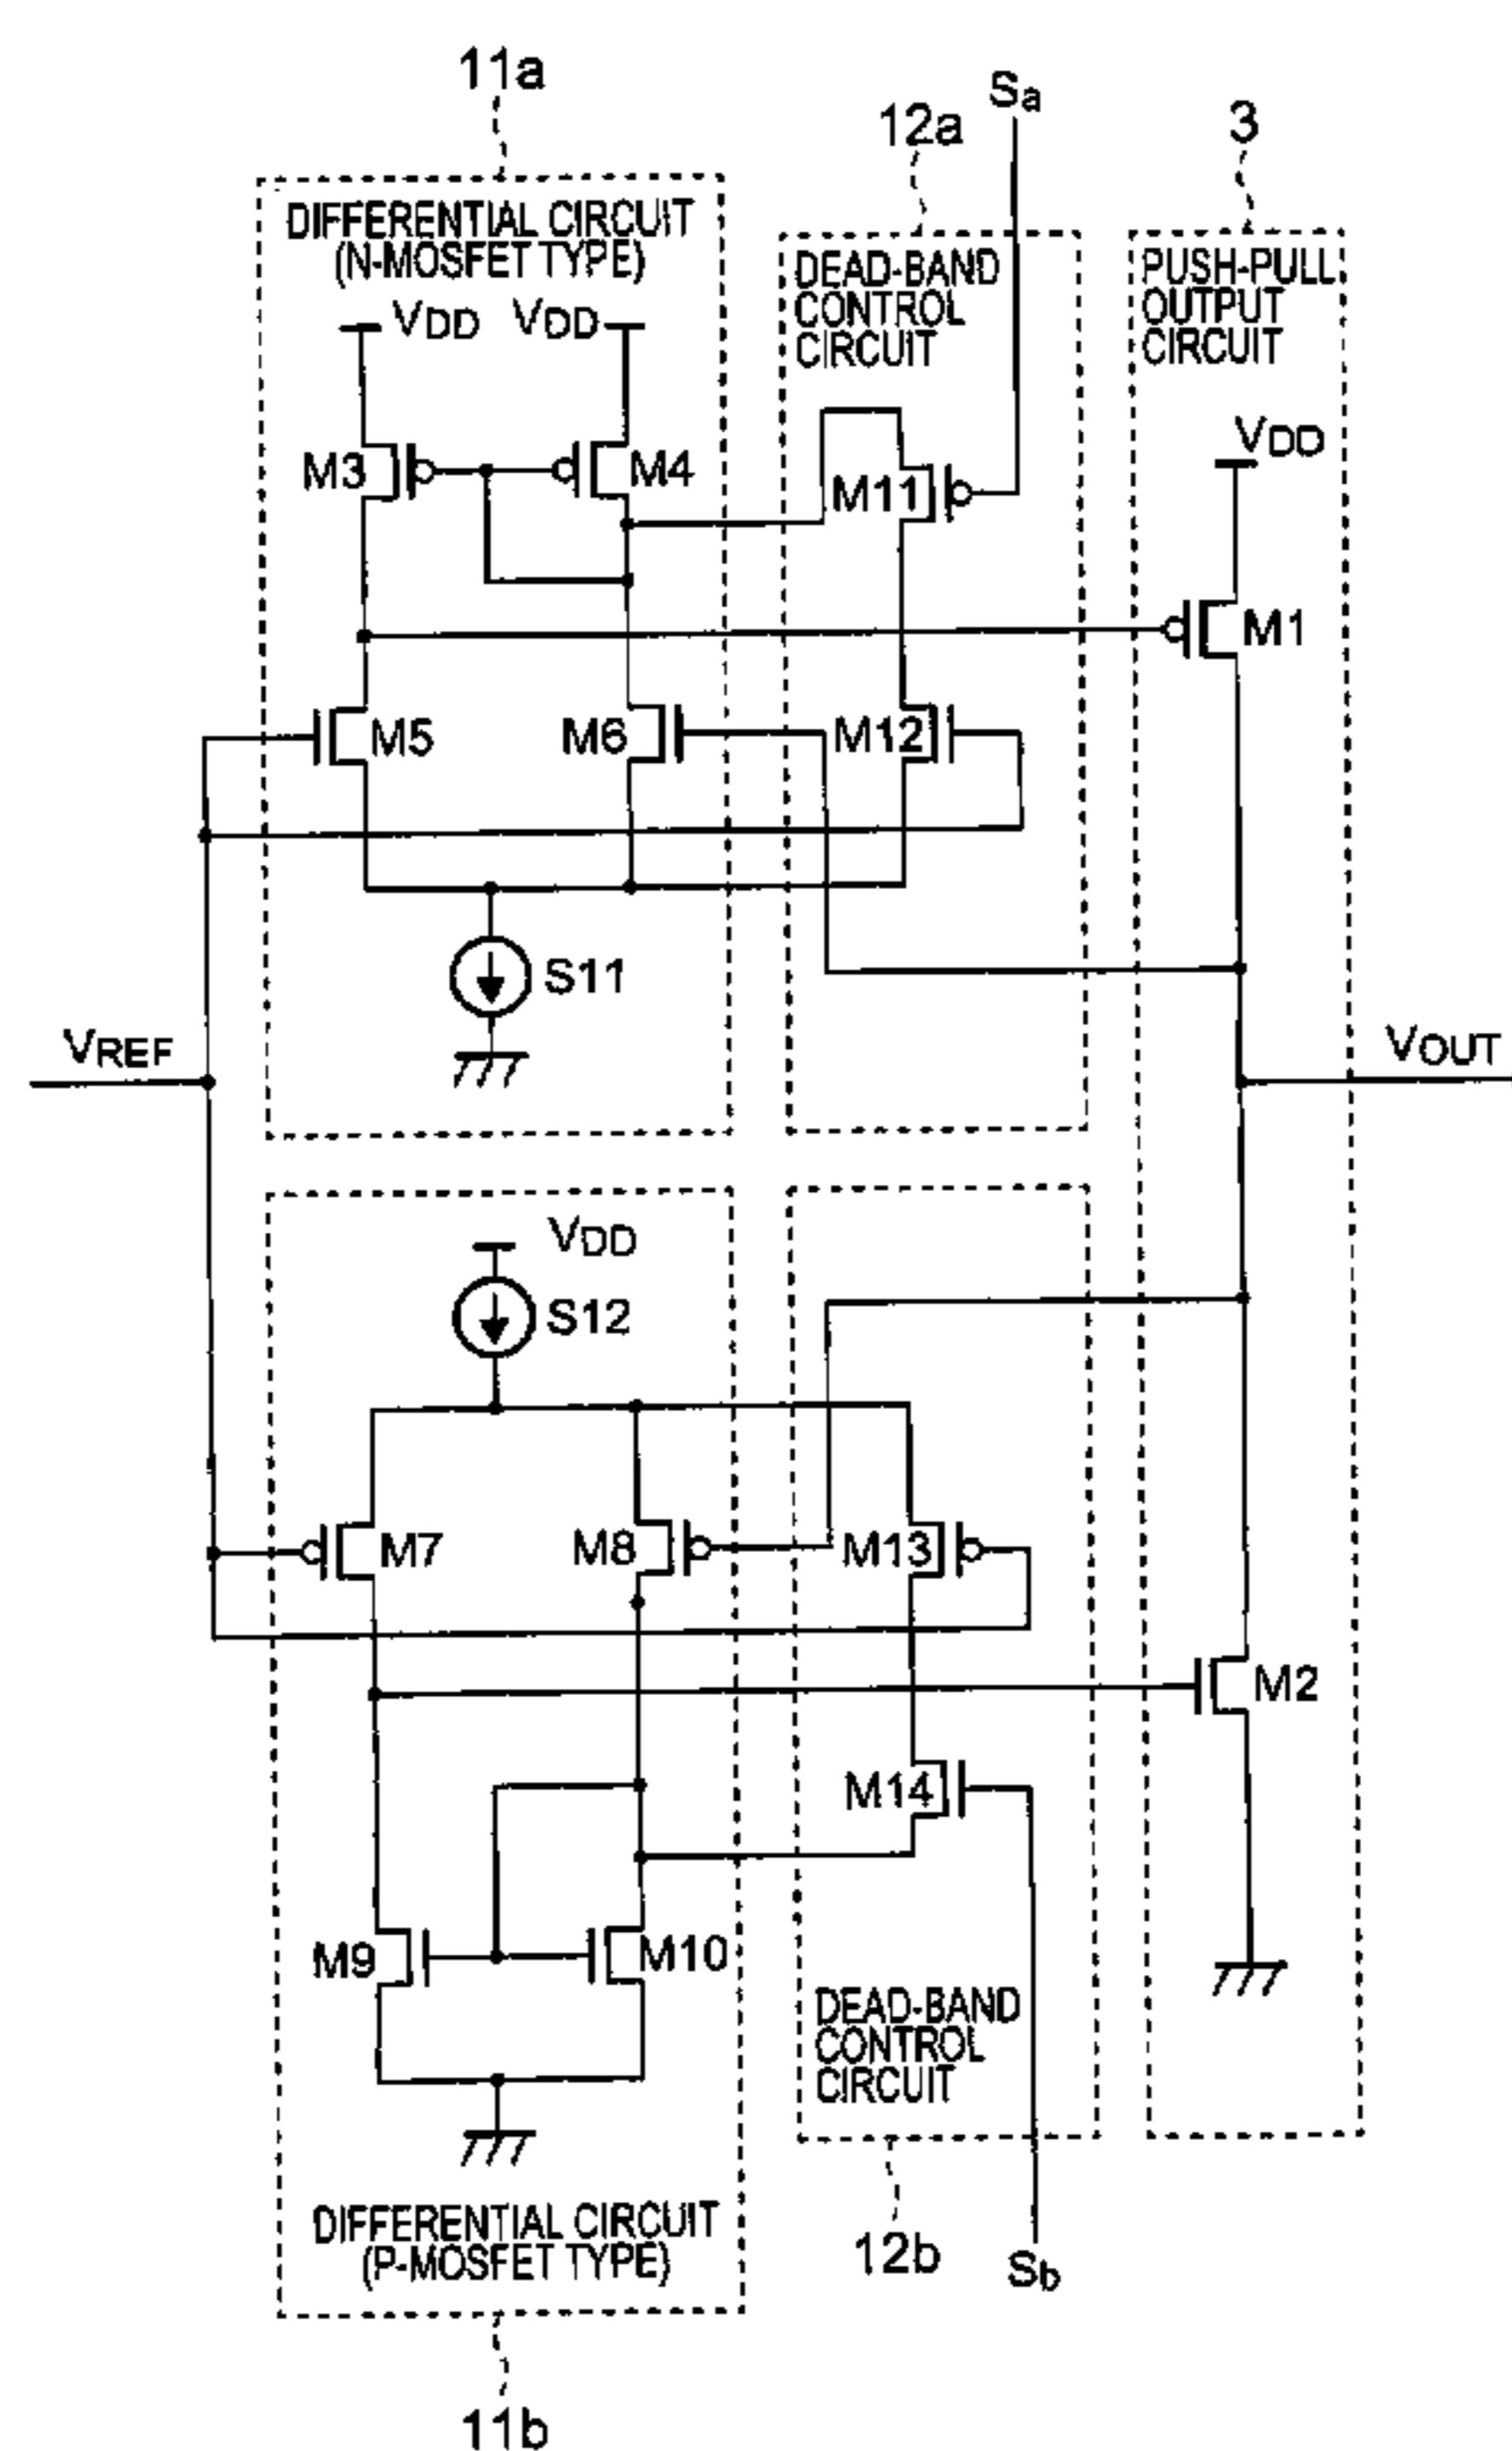 11a
Sa
12a
3
DIFFERENTIAL CIRCUIT
(N-MOSFET TYPE)
DEAD-BAND
CONTROL
CIRCUIT
PUSH-PULL
OUTPUT
CIRCUIT
VDD VDD
VDD
M3
M4
M11
M1
M5
M6
M12
S11
VREF
VOUT
VDD
S12
M7
M8
M13
M2
M14
M9
M10
DEAD-BAND
CONTROL
CIRCUIT
DIFFERENTIAL CIRCUIT
(P-MOSFET TYPE)
12b
Sb
11b